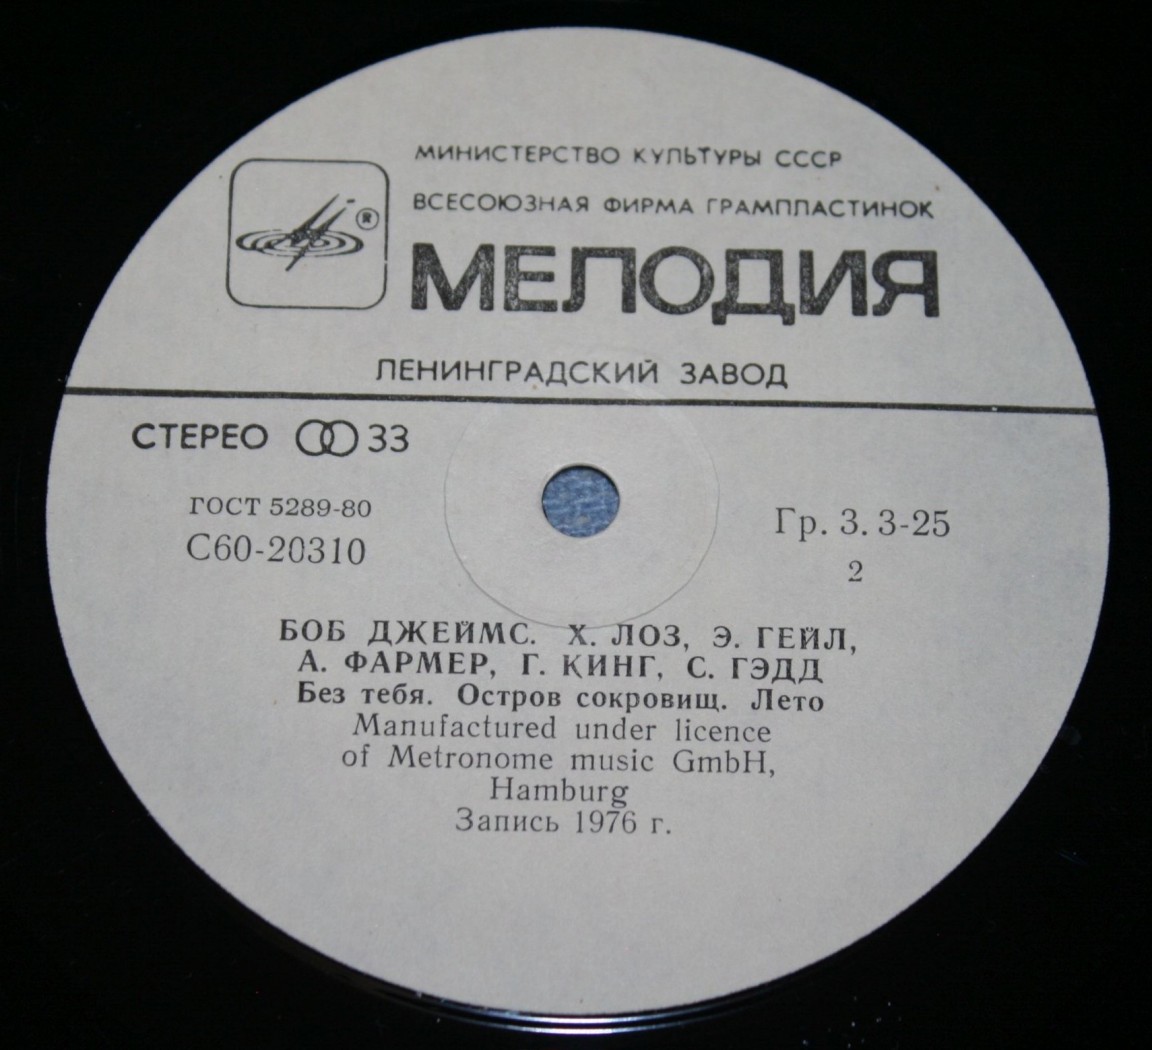 МИНИСТЕРСТВО КУЛЬТУРЫ СССР
ВСЕСОЮЗНАЯ ФИРМА ГРАМПЛАСТИНОК
®
МЕЛОДИЯ
ЛЕНИНГРАДСКИЙ ЗАВОД
СТЕРЕО 33
ГОСТ 5289-80
С60-20310
Гр. 3. 3-25
2
БОБ ДЖЕЙМС. Х. ЛОЗ, Э. ГЕЙЛ,
А. ФАРМЕР, Г. КИНГ, С. ГЭДД
Без тебя. Остров сокровищ. Лето
Manufactured under licence
of Metronome music GmbH,
Hamburg
Запись 1976 г.